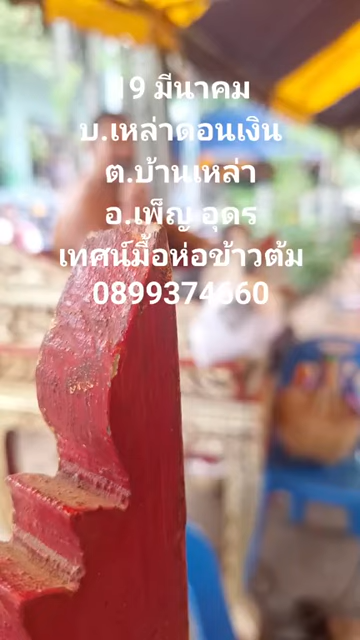 19 มีนาคม
บ.เหล่าดอนเงิน
ต.บ้านเหล่า
อ.เพ็ญ อุดร
เทศน์มื้อห่อข้าวต้ม
0899374660